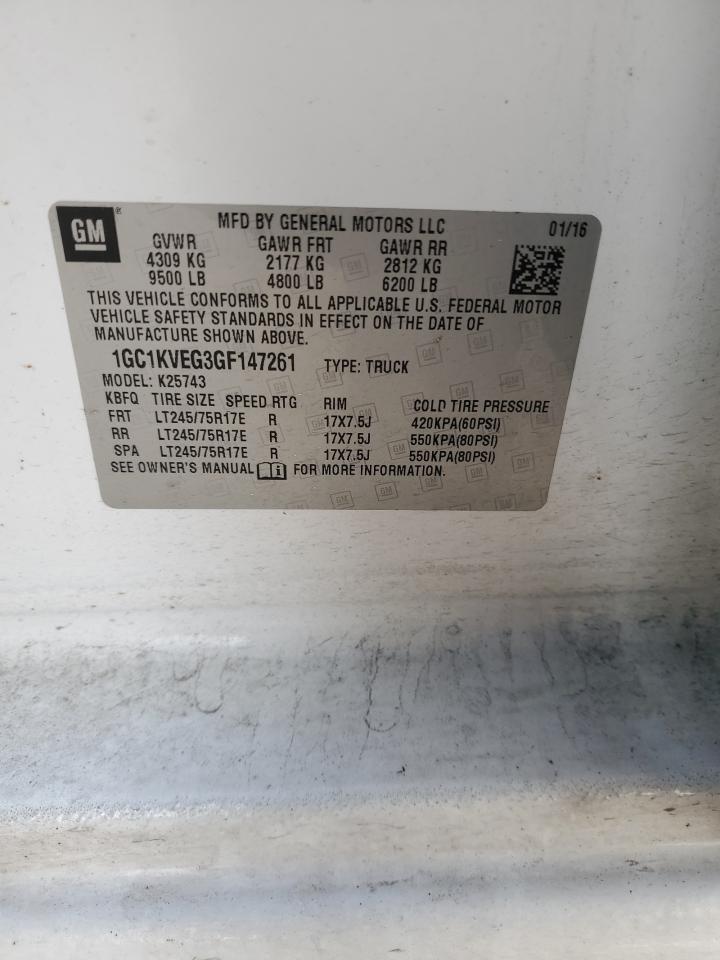 GM ®
MFD BY GENERAL MOTORS LLC 01/16
GVWR GAWR FRT GAWR RR
4309 KG 2177 KG 2812 KG
9500 LB 4800 LB 6200 LB
THIS VEHICLE CONFORMS TO ALL APPLICABLE U.S. FEDERAL MOTOR
VEHICLE SAFETY STANDARDS IN EFFECT ON THE DATE OF
MANUFACTURE SHOWN ABOVE.
1GC1KVEG3GF147261 TYPE: TRUCK
MODEL: K25743
KBFQ TIRE SIZE SPEED RTG RIM COLD TIRE PRESSURE
FRT LT245/75R17E R 17X7.5J 420KPA(60PSI)
RR LT245/75R17E R 17X7.5J 550KPA(80PSI)
SPA LT245/75R17E R 17X7.5J 550KPA(80PSI)
SEE OWNER'S MANUAL FOR MORE INFORMATION.